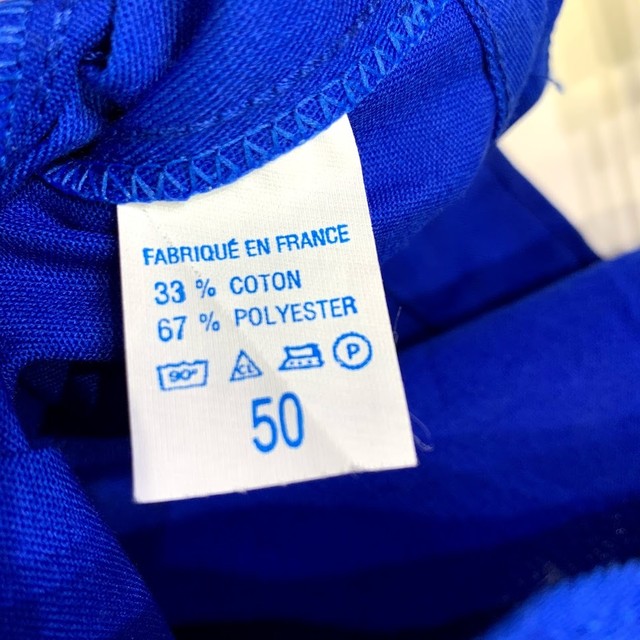 FABRIQUÉ EN FRANCE
33 % COTON
67 % POLYESTER
90° CL P
50